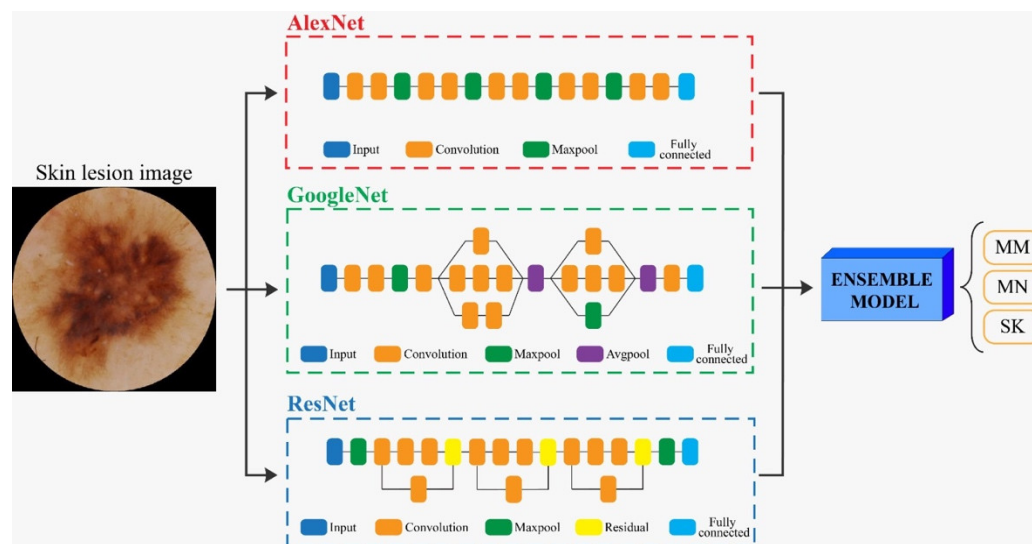 AlexNet
Input Convolution Maxpool Fully
connected
Skin lesion image
GoogleNet
Input Convolution Maxpool Avgpool Fully
connected
ENSEMBLE
MODEL
MM
MN
SK
ResNet
Input Convolution Maxpool Residual Fully
connected